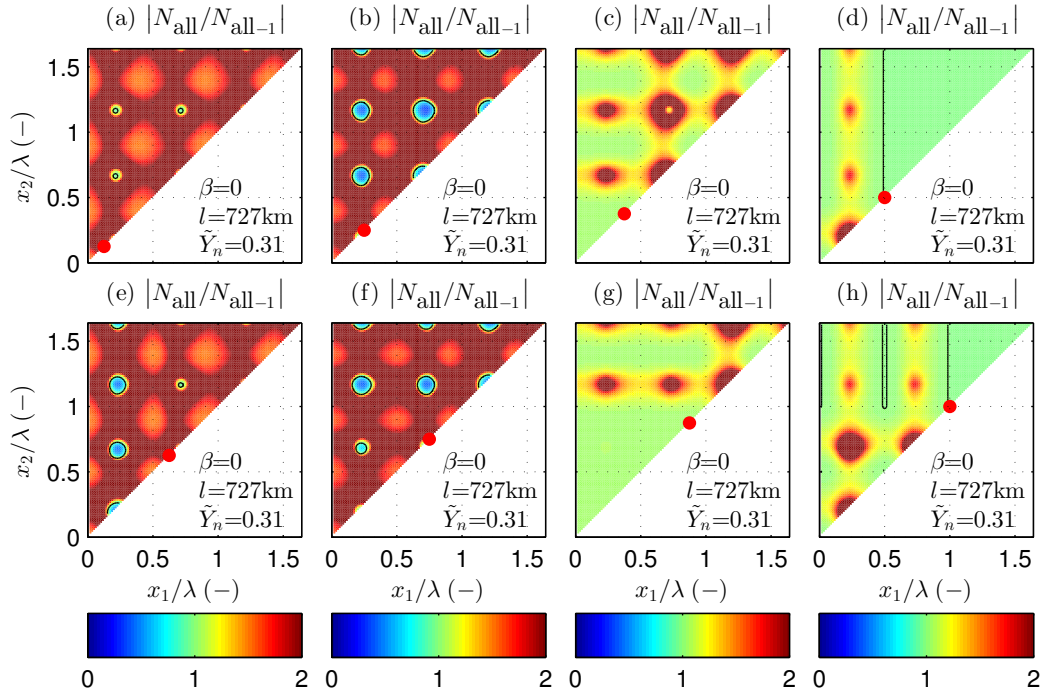 (a) |N_all/N_all−1|
(b) |N_all/N_all−1|
(c) |N_all/N_all−1|
(d) |N_all/N_all−1|
x_2/λ (−)
1.5
1
0.5
0
β=0
l=727km
Ỹ_n=0.31
β=0
l=727km
Ỹ_n=0.31
β=0
l=727km
Ỹ_n=0.31
β=0
l=727km
Ỹ_n=0.31
(e) |N_all/N_all−1|
(f) |N_all/N_all−1|
(g) |N_all/N_all−1|
(h) |N_all/N_all−1|
x_2/λ (−)
1.5
1
0.5
0
β=0
l=727km
Ỹ_n=0.31
β=0
l=727km
Ỹ_n=0.31
β=0
l=727km
Ỹ_n=0.31
β=0
l=727km
Ỹ_n=0.31
0 0.5 1 1.5
0 0.5 1 1.5
0 0.5 1 1.5
0 0.5 1 1.5
x_1/λ (−)
x_1/λ (−)
x_1/λ (−)
x_1/λ (−)
0 1 2
0 1 2
0 1 2
0 1 2